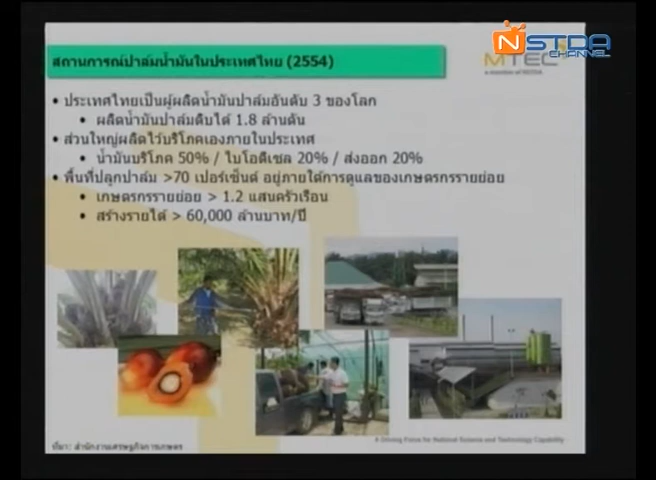 NSTDA
CHANNEL
MTEC
a member of NSTDA
สถานการณ์ปาล์มน้ำมันในประเทศไทย (2554)
• ประเทศไทยเป็นผู้ผลิตน้ำมันปาล์มอันดับ 3 ของโลก
• ผลิตน้ำมันปาล์มดิบได้ 1.8 ล้านตัน
• ส่วนใหญ่ผลิตไว้บริโภคเองภายในประเทศ
• น้ำมันบริโภค 50% / ไบโอดีเซล 20% / ส่งออก 20%
• พื้นที่ปลูกปาล์ม >70 เปอร์เซ็นต์ อยู่ภายใต้การดูแลของเกษตรกรรายย่อย
• เกษตรกรรายย่อย > 1.2 แสนครัวเรือน
• สร้างรายได้ > 60,000 ล้านบาท/ปี
ที่มา: สำนักงานเศรษฐกิจการเกษตร
A Driving Force for National Science and Technology Capability